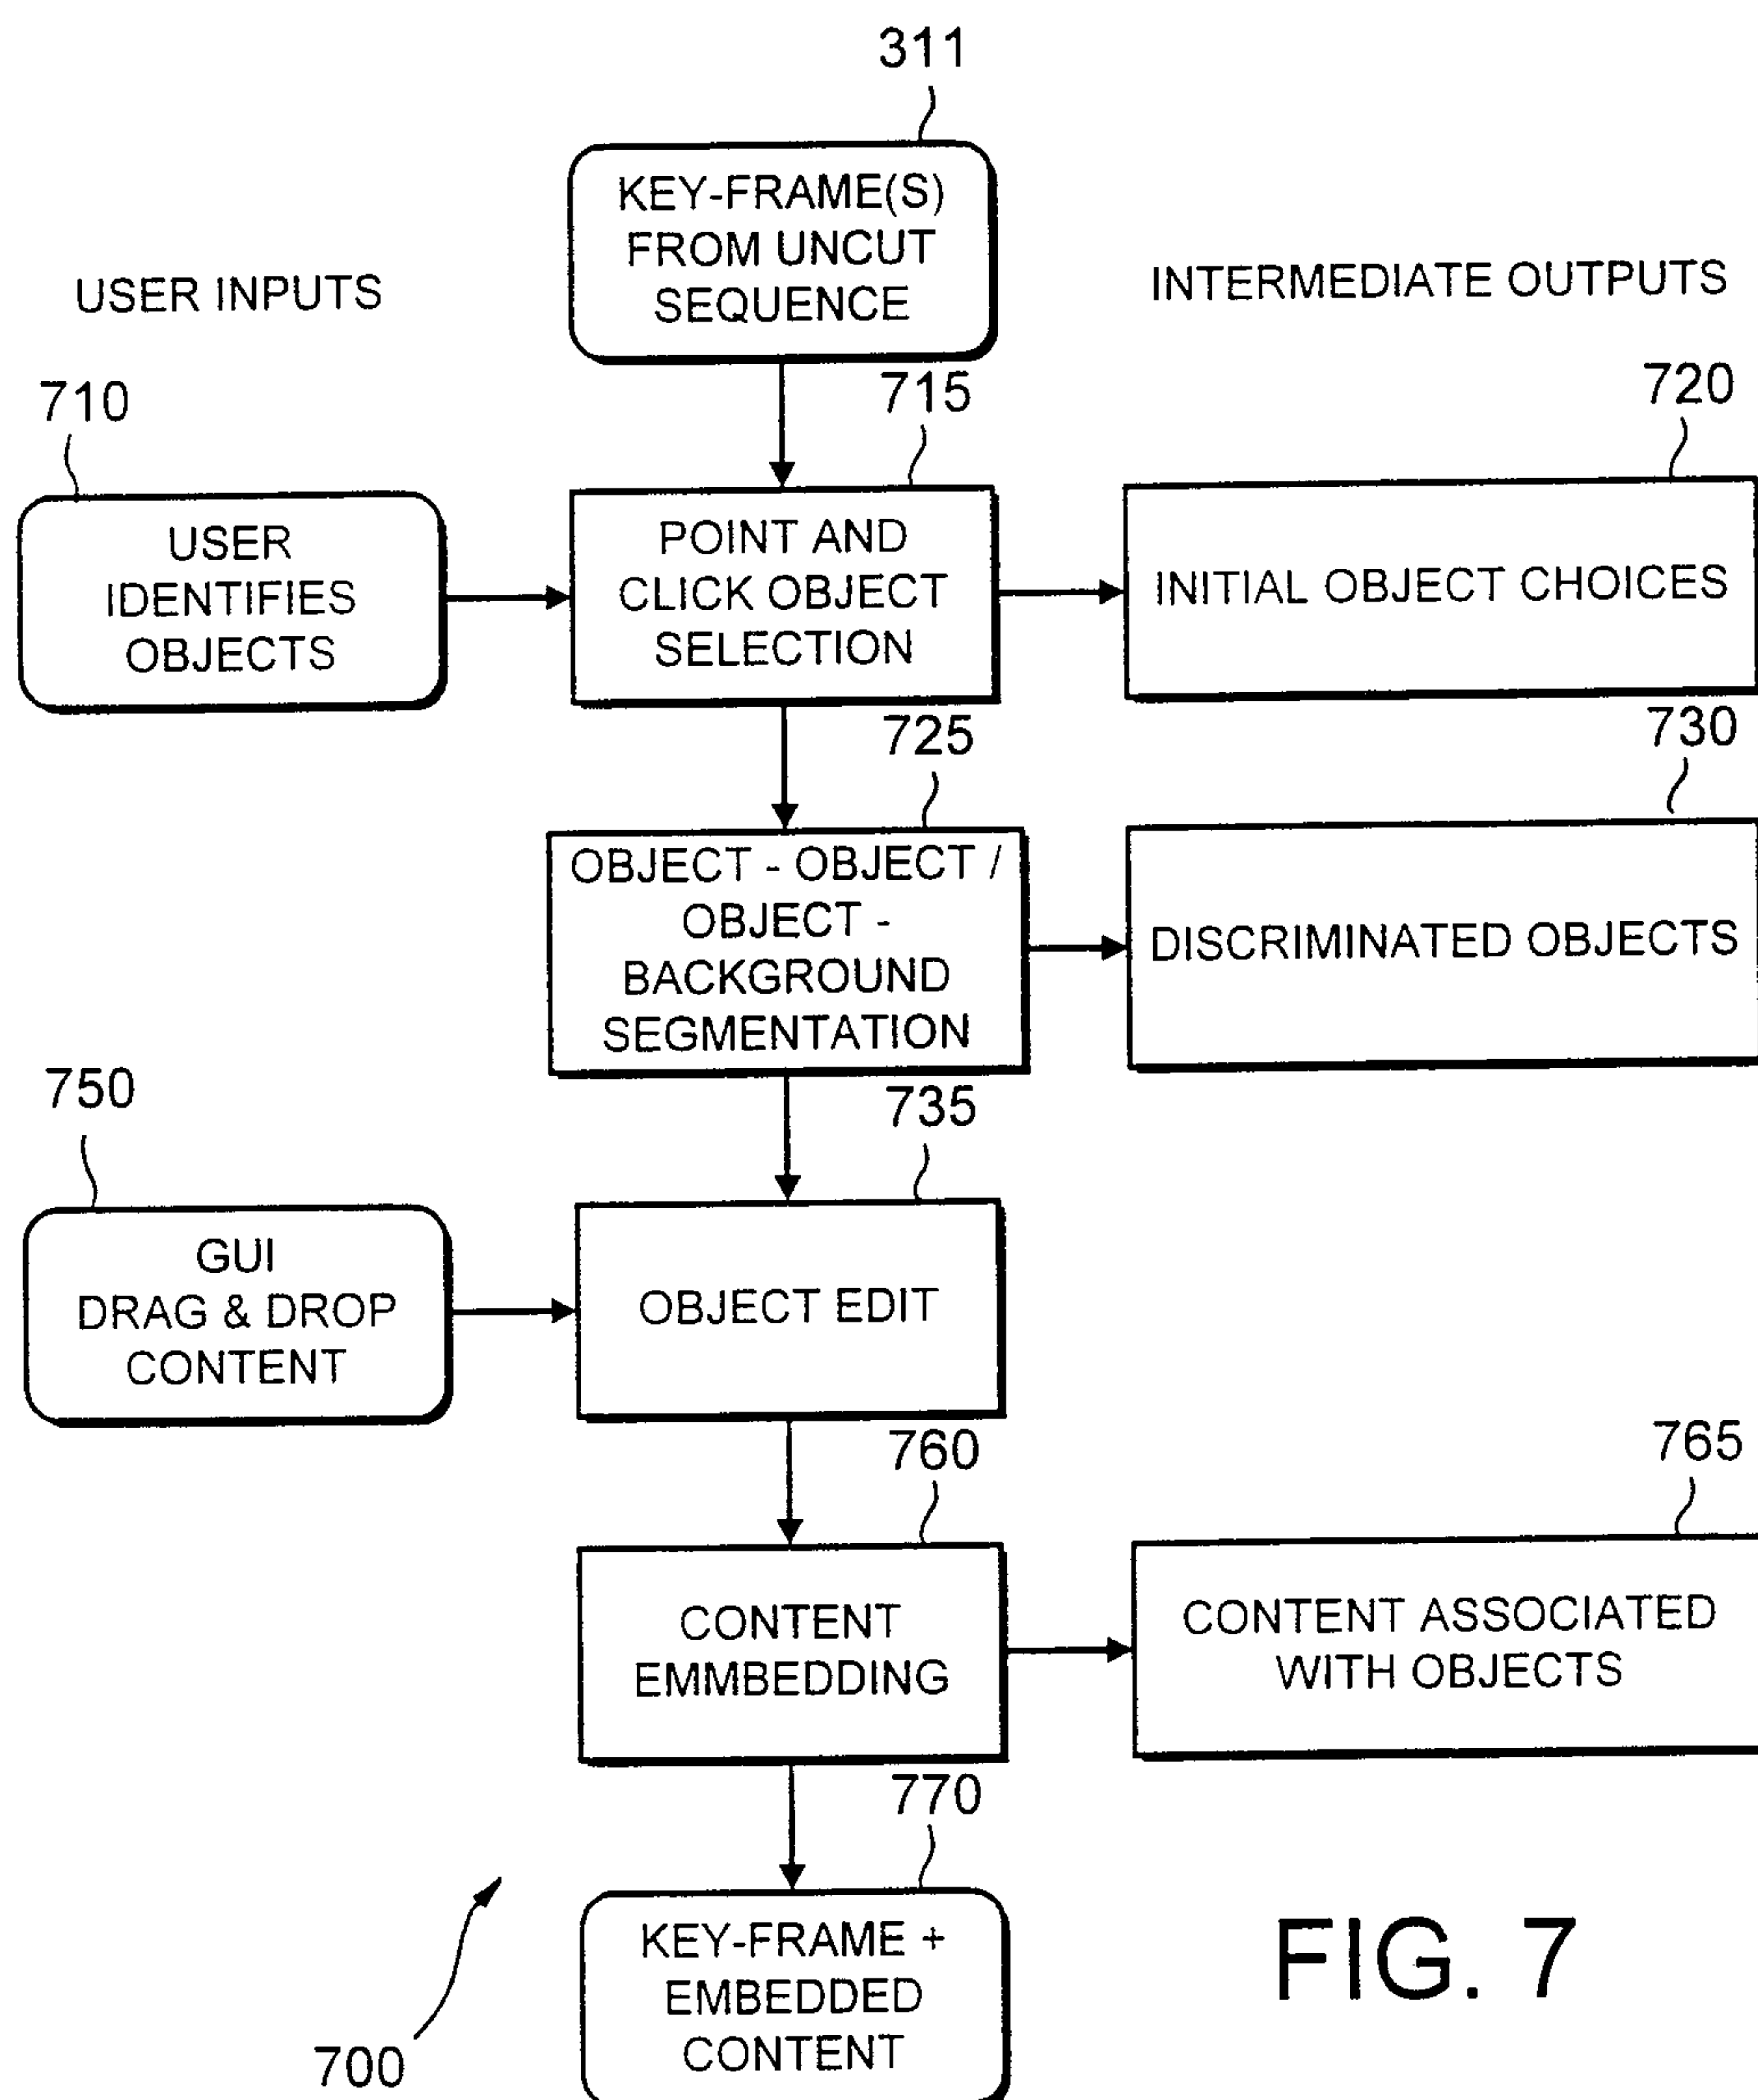 311
KEY-FRAME(S)
FROM UNCUT
SEQUENCE
USER INPUTS
INTERMEDIATE OUTPUTS
710
715
720
USER
IDENTIFIES
OBJECTS
POINT AND
CLICK OBJECT
SELECTION
INITIAL OBJECT CHOICES
725
730
OBJECT - OBJECT /
OBJECT -
BACKGROUND
SEGMENTATION
DISCRIMINATED OBJECTS
750
735
GUI
DRAG & DROP
CONTENT
OBJECT EDIT
760
765
CONTENT
EMMBEDDING
CONTENT ASSOCIATED
WITH OBJECTS
770
KEY-FRAME +
EMBEDDED
CONTENT
700
FIG. 7